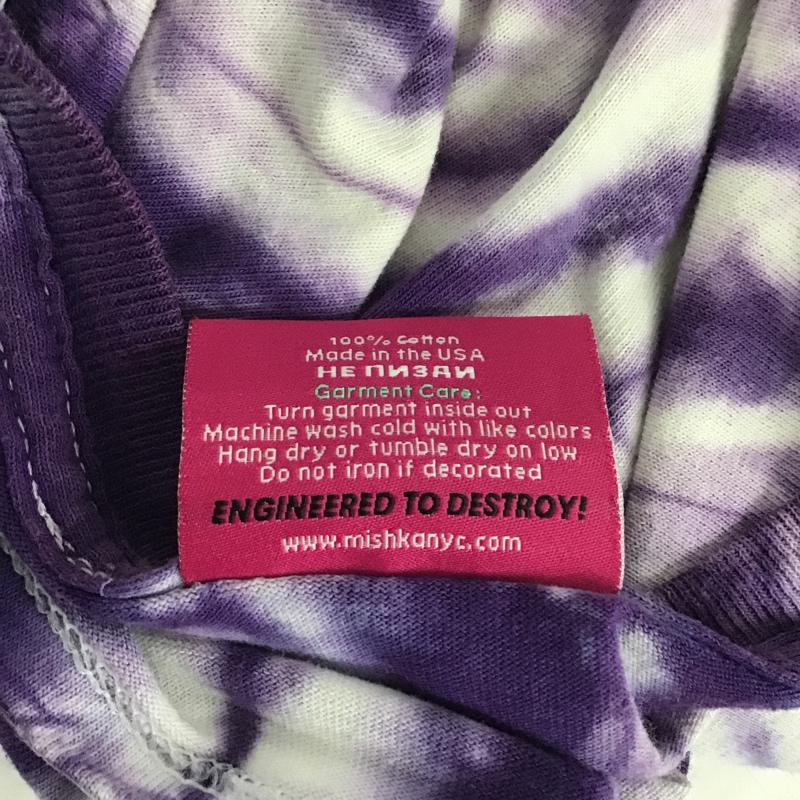 100% Cotton
Made in the USA
НЕ ПИЗДИ
Garment Care:
Turn garment inside out
Machine wash cold with like colors
Hang dry or tumble dry on low
Do not iron if decorated
ENGINEERED TO DESTROY!
www.mishkanyc.com